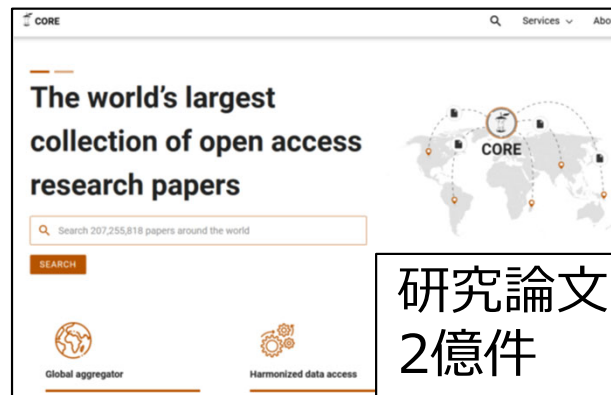 CORE
Services
Abo
The world's largest
collection of open access
research papers
CORE
Search 207,255,818 papers around the world
SEARCH
研究論文
2億件
Global aggregator
Harmonized data access